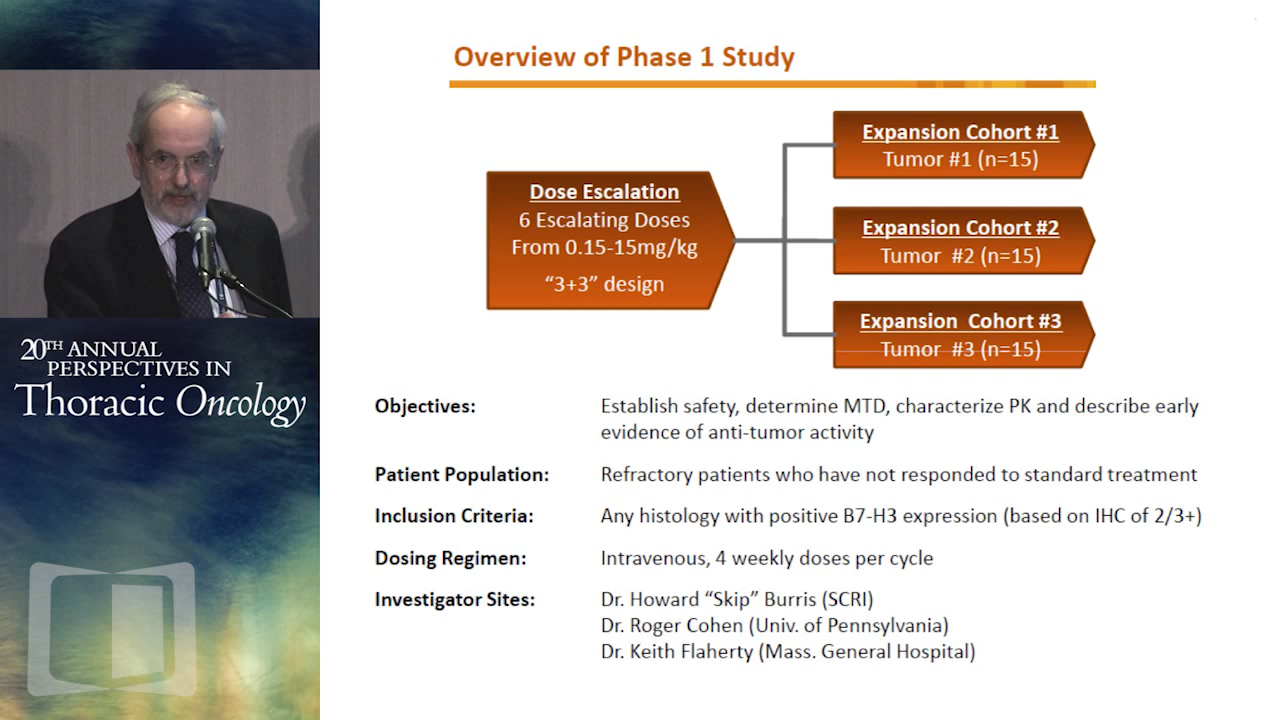 Overview of Phase 1 Study
Dose Escalation
6 Escalating Doses
From 0.15-15mg/kg
“3+3” design
Expansion Cohort #1
Tumor #1 (n=15)
Expansion Cohort #2
Tumor #2 (n=15)
Expansion Cohort #3
Tumor #3 (n=15)
20TH ANNUAL
PERSPECTIVES IN
Thoracic Oncology
Objectives: Establish safety, determine MTD, characterize PK and describe early
evidence of anti-tumor activity
Patient Population: Refractory patients who have not responded to standard treatment
Inclusion Criteria: Any histology with positive B7-H3 expression (based on IHC of 2/3+)
Dosing Regimen: Intravenous, 4 weekly doses per cycle
Investigator Sites: Dr. Howard “Skip” Burris (SCRI)
Dr. Roger Cohen (Univ. of Pennsylvania)
Dr. Keith Flaherty (Mass. General Hospital)